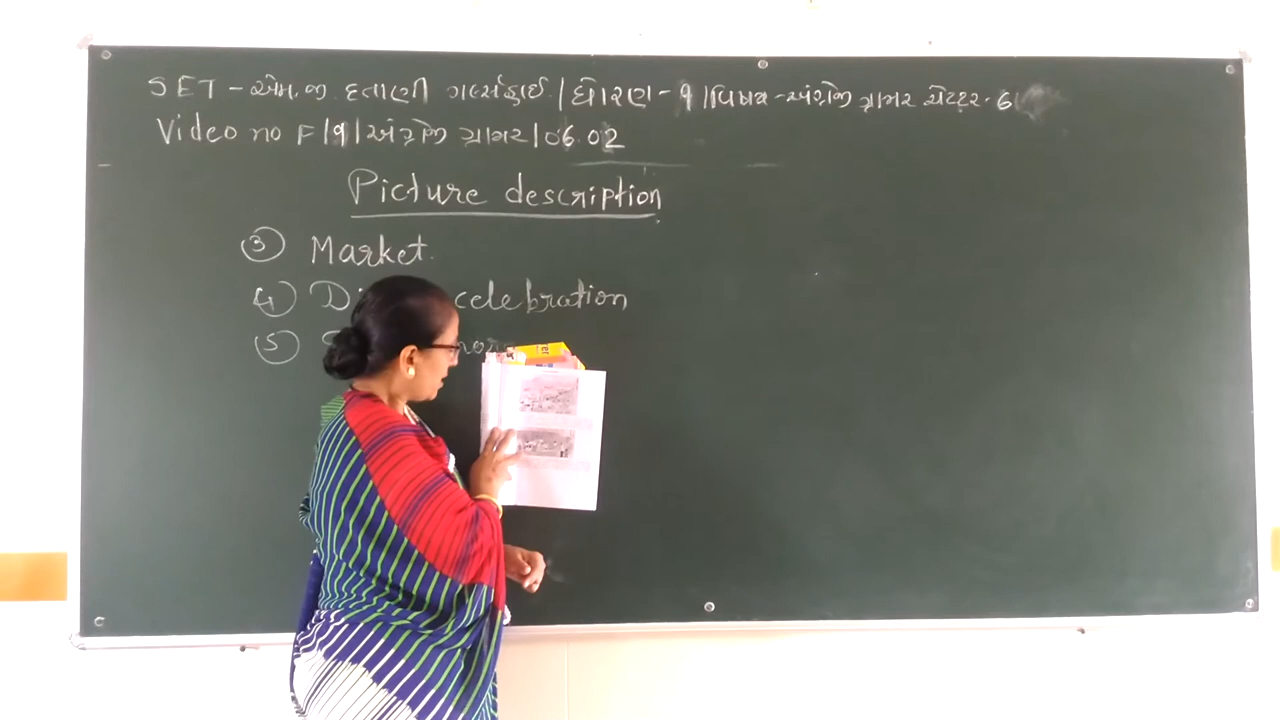 SET - એમ.જી. દતાણી ગર્લ્સહાઈ. / ધોરણ - ૧ / વિષય - અંગ્રેજી ગ્રામર ચેપ્ટર - 6
Video no F / ૧ / અંગ્રેજી ગ્રામર / 06.02
Picture description
③ Market.
④ celebration
⑤